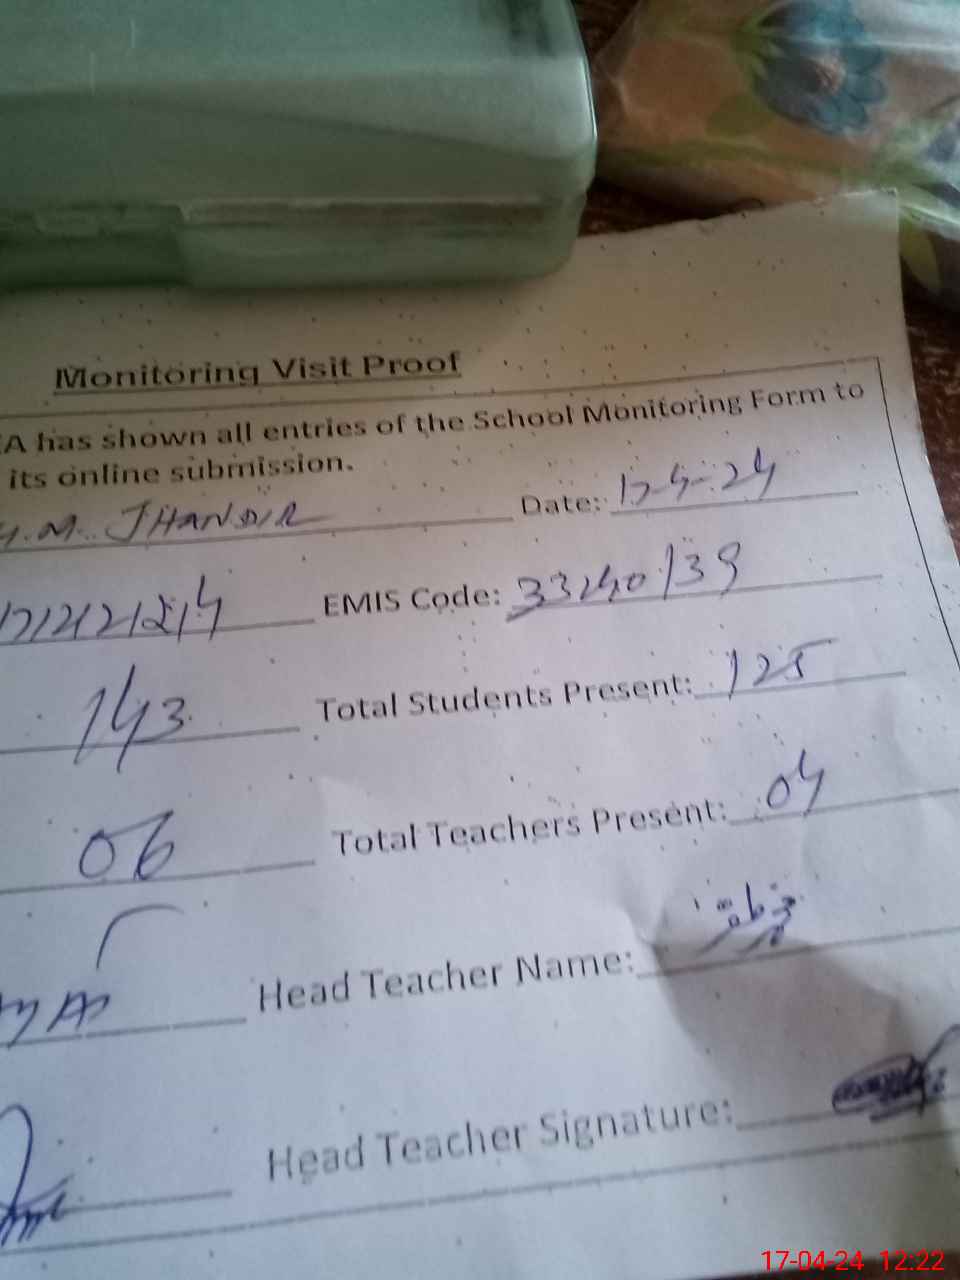 Monitoring Visit Proof
EA has shown all entries of the School Monitoring Form to
its online submission.
JHANDIR Date: 17-4-24
EMIS Code: 33240139
143 Total Students Present: 125
06 Total Teachers Present: 04
Head Teacher Name:
Head Teacher Signature:
17-04-24 12:22